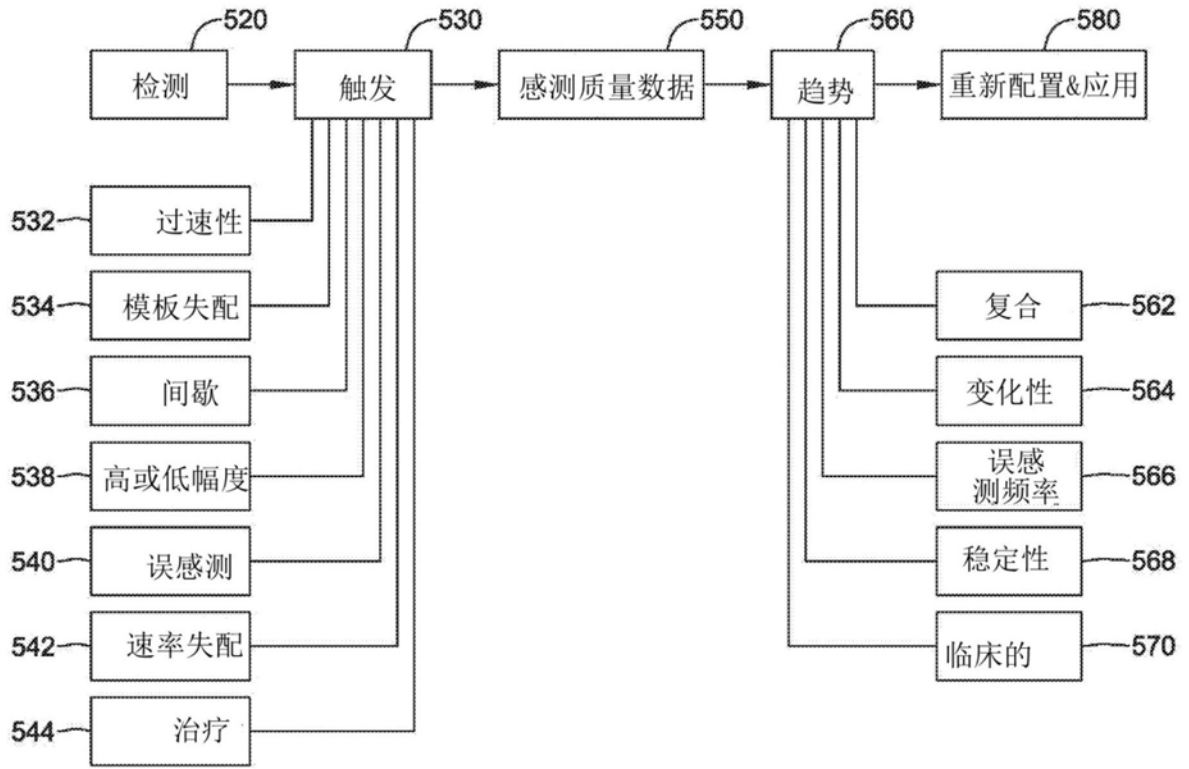 520
530
550
560
580
检测
触发
感测质量数据
趋势
重新配置&应用
532
过速性
534
模板失配
536
间歇
538
高或低幅度
540
误感测
542
速率失配
544
治疗
复合
562
变化性
564
误感
测频率
566
稳定性
568
临床的
570